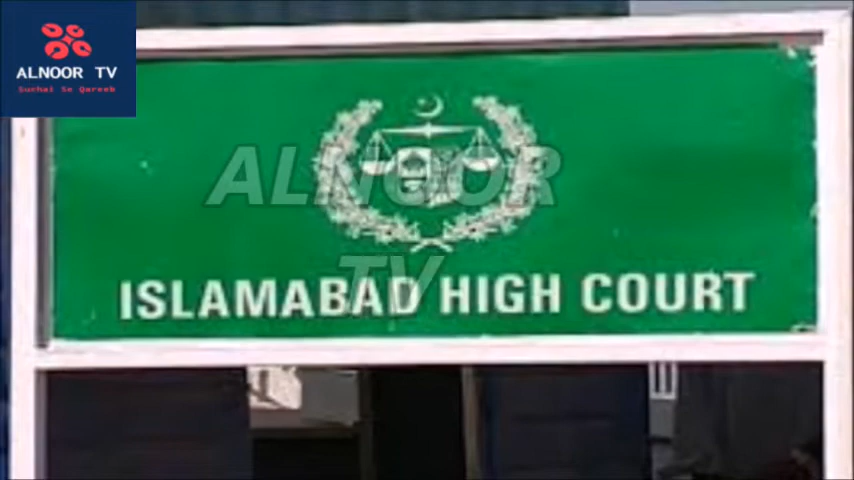 ALNOOR TV
Suchai Se Qareeb
ALNOOR
TV
ISLAMABAD HIGH COURT